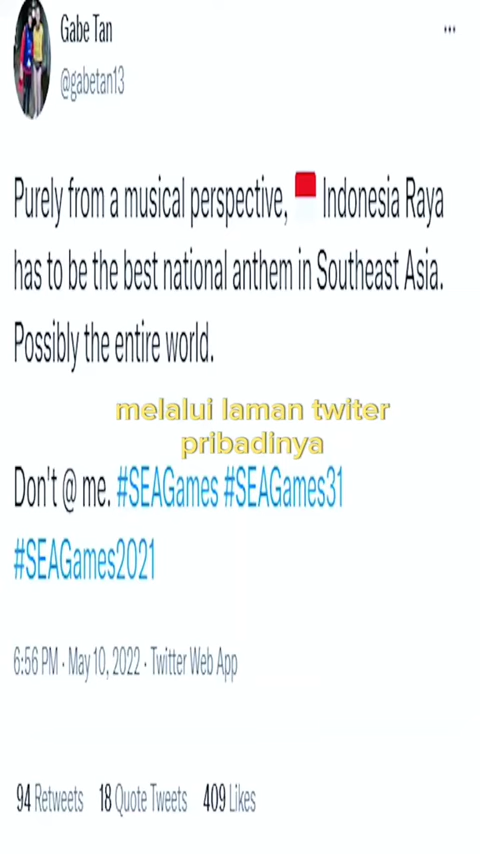 Gabe Tan
@gabetan13
Purely from a musical perspective, 🇮🇩 Indonesia Raya
has to be the best national anthem in Southeast Asia.
Possibly the entire world.
melalui laman twiter
pribadinya
Don't @ me. #SEAGames #SEAGames31
#SEAGames2021
6:56 PM · May 10, 2022 · Twitter Web App
94 Retweets 18 Quote Tweets 409 Likes